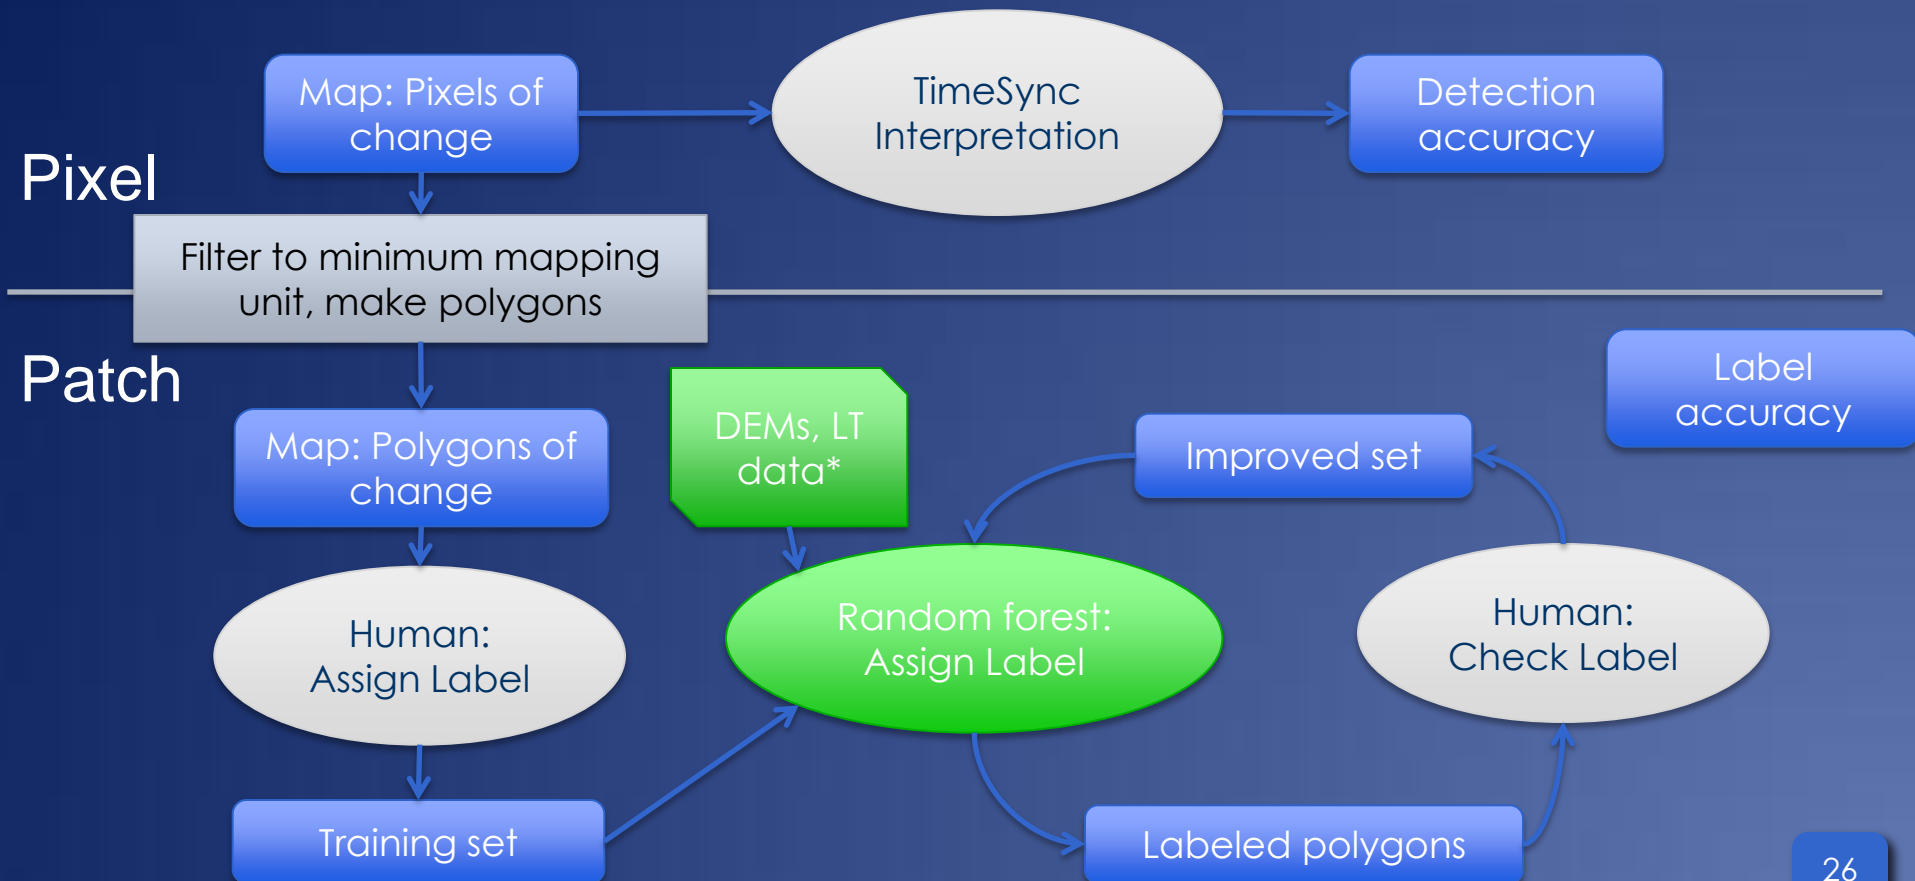 Map: Pixels of
change
TimeSync
Interpretation
Detection
accuracy
Pixel
Filter to minimum mapping
unit, make polygons
Patch
Label
accuracy
Map: Polygons of
change
DEMs, LT
data*
Improved set
Human:
Assign Label
Random forest:
Assign Label
Human:
Check Label
Training set
Labeled polygons
26